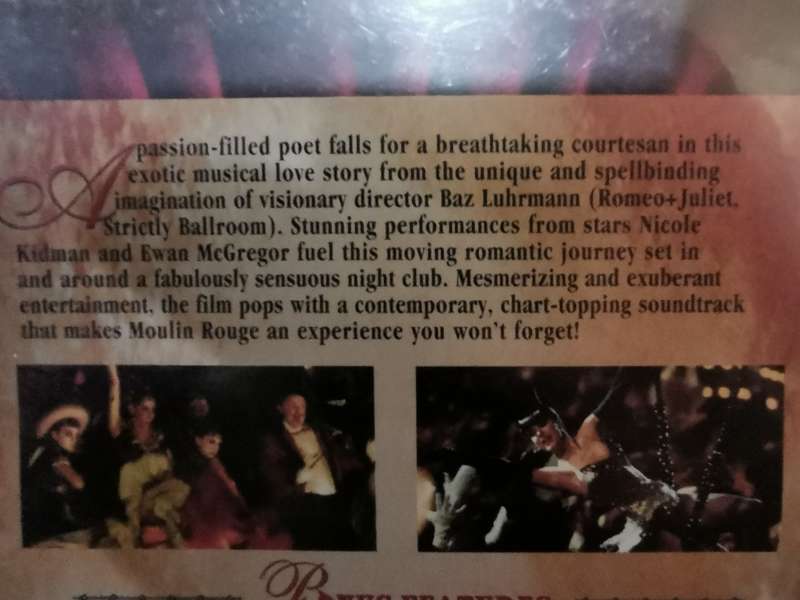 A passion-filled poet falls for a breathtaking courtesan in this
exotic musical love story from the unique and spellbinding
imagination of visionary director Baz Luhrmann (Romeo+Juliet,
Strictly Ballroom). Stunning performances from stars Nicole
Kidman and Ewan McGregor fuel this moving romantic journey set in
and around a fabulously sensuous night club. Mesmerizing and exuberant
entertainment, the film pops with a contemporary, chart-topping soundtrack
that makes Moulin Rouge an experience you won't forget!
BONUS FEATURES